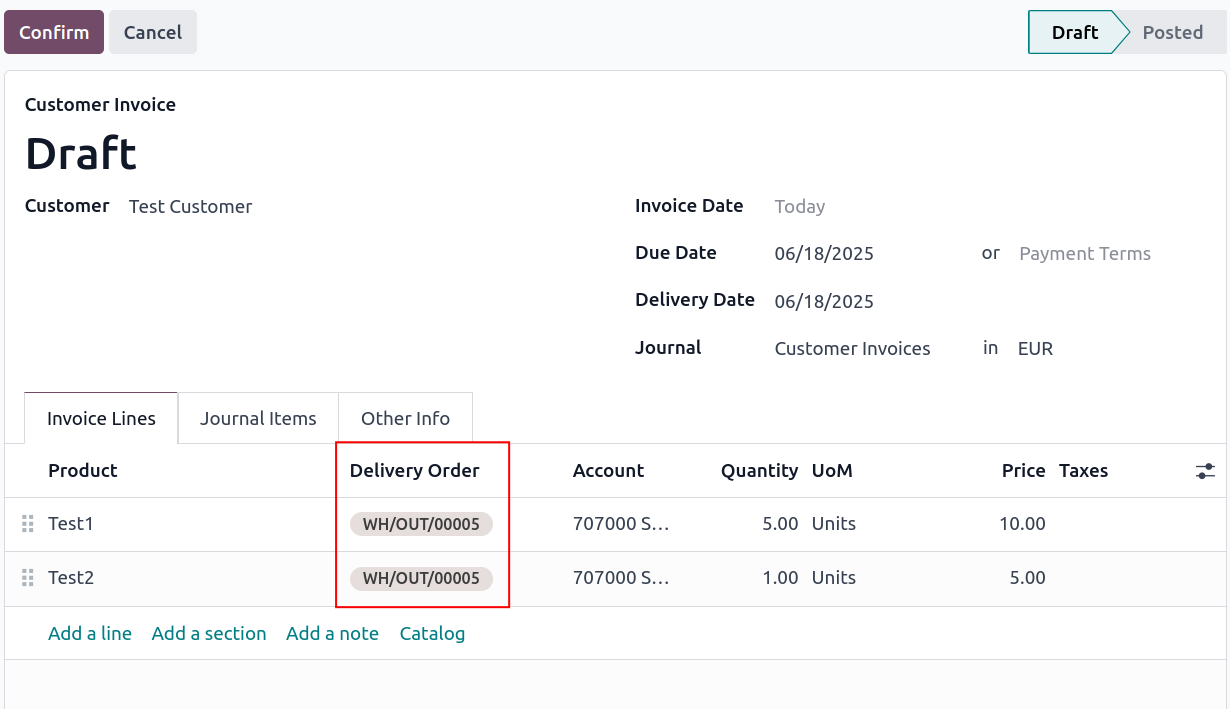 Confirm Cancel Draft Posted
Customer Invoice
Draft
Customer Test Customer Invoice Date Today
Due Date 06/18/2025 or Payment Terms
Delivery Date 06/18/2025
Journal Customer Invoices in EUR
Invoice Lines Journal Items Other Info
Product Delivery Order Account Quantity UoM Price Taxes
Test1 WH/OUT/00005 707000 S... 5.00 Units 10.00
Test2 WH/OUT/00005 707000 S... 1.00 Units 5.00
Add a line Add a section Add a note Catalog